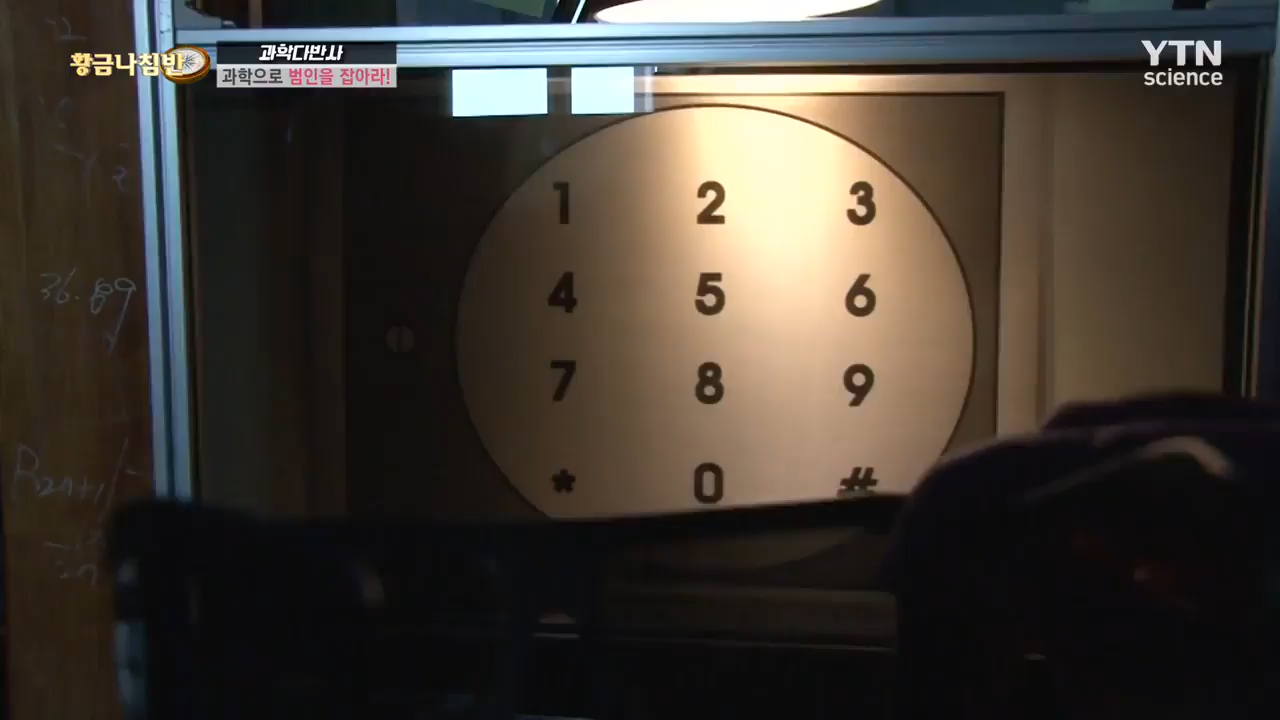 황금나침반
과학다반사
과학으로 범인을 잡아라!
YTN
science
1 2 3
4 5 6
7 8 9
* 0 #
36.89